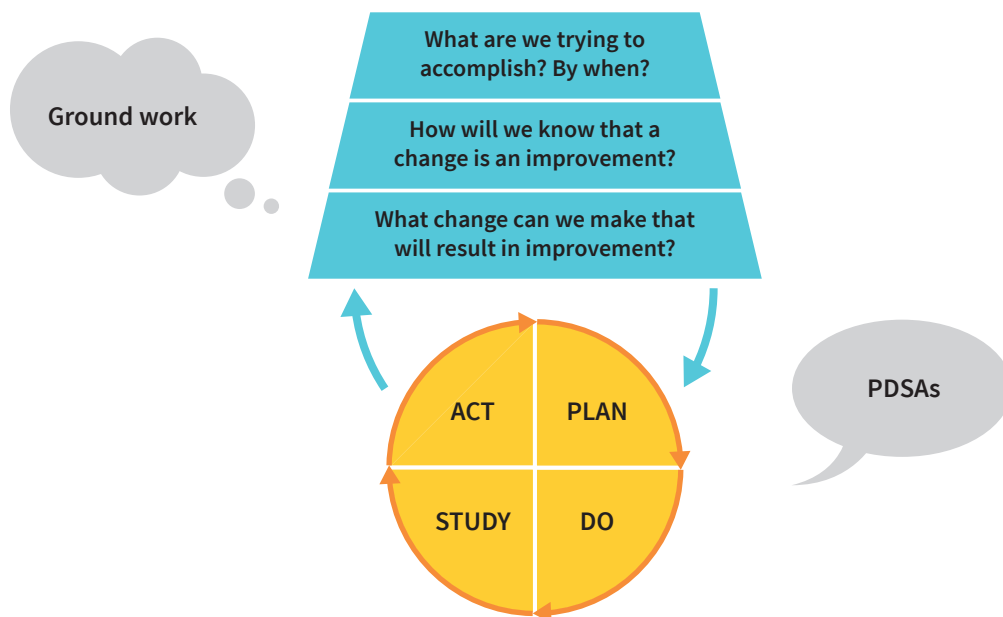 What are we trying to
accomplish? By when?
Ground work
How will we know that a
change is an improvement?
What change can we make that
will result in improvement?
ACT
PLAN
PDSAs
STUDY
DO